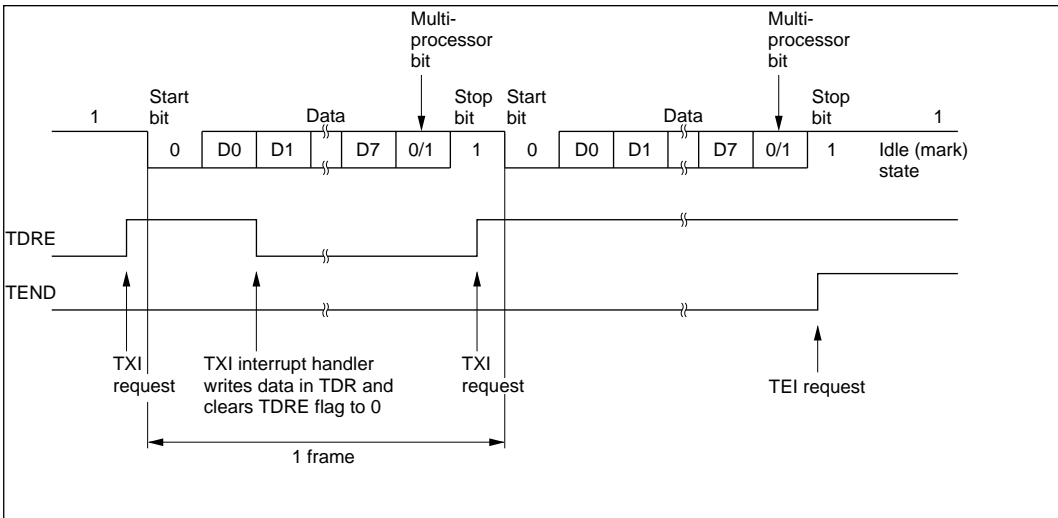 Multi-
processor
bit
Multi-
processor
bit
1
Start
bit
Data
Stop
bit
Start
bit
Data
Stop
bit
1
0 D0 D1 D7 0/1 1 0 D0 D1 D7 0/1 1
Idle (mark)
state
TDRE
TEND
TXI
request
TXI interrupt handler
writes data in TDR and
clears TDRE flag to 0
TXI
request
TEI request
1 frame